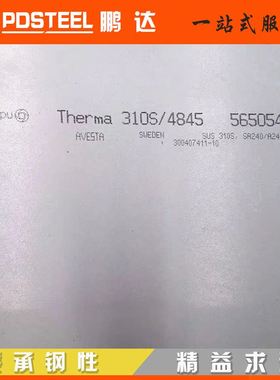 PDSTEEL 鹏达 一站式服
Therma 310S/4845 565054
AVESTA SWEDEN SUS 310S, SA240/A24
300407411-10
承钢性 精益求